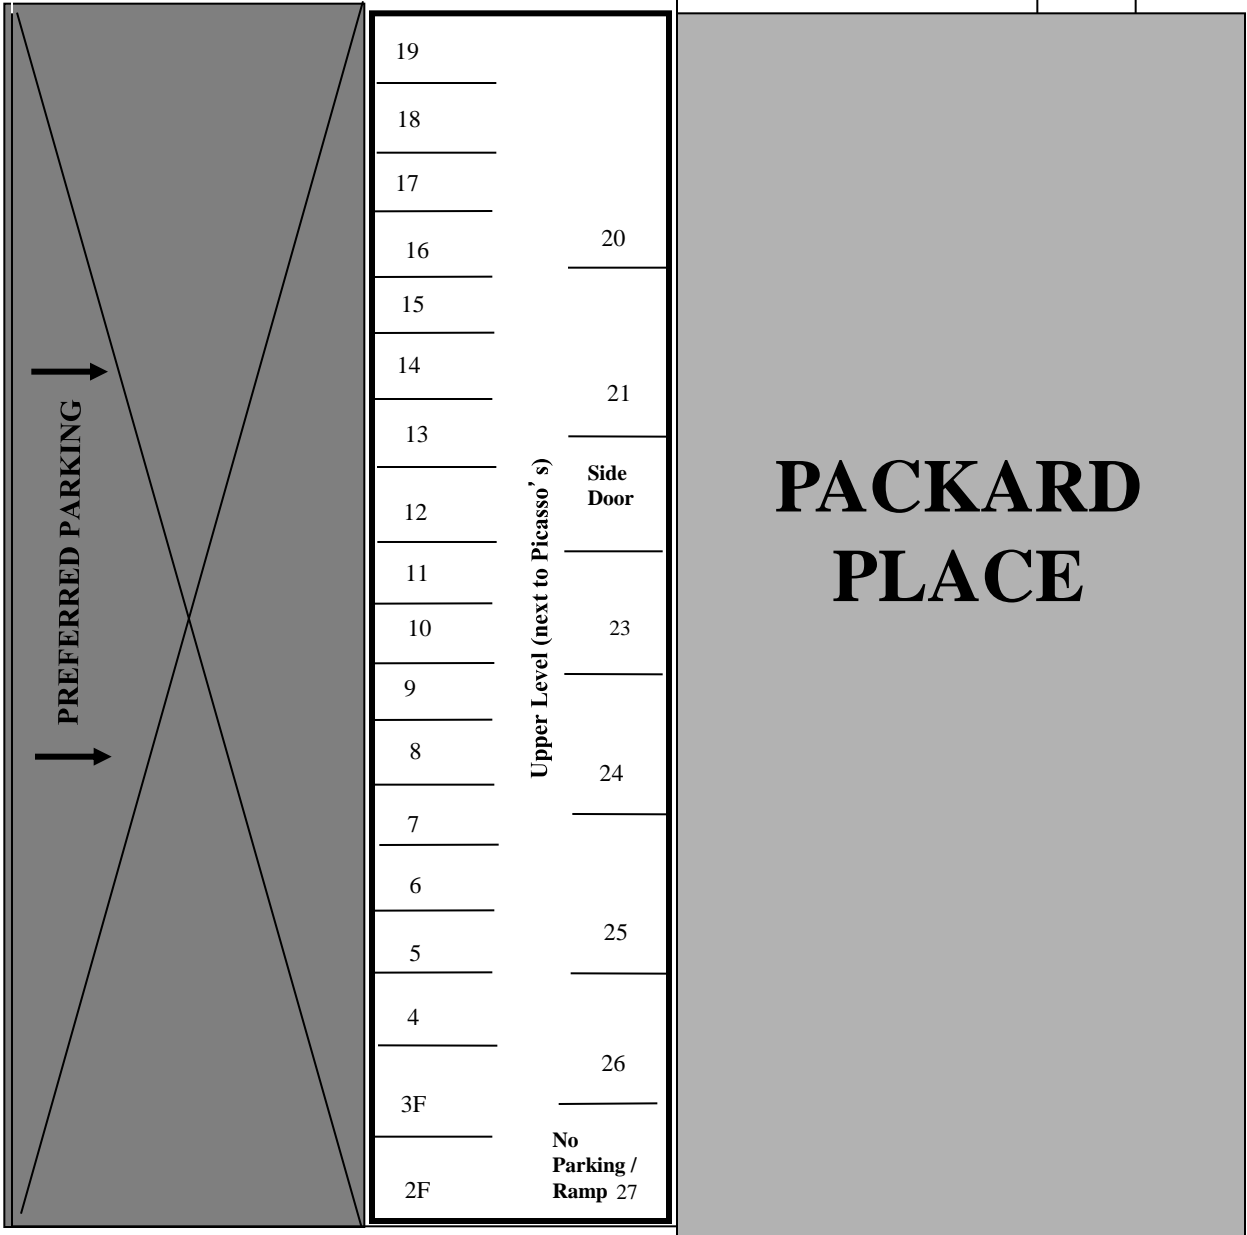 PREFERRED PARKING
19
18
17
16
15
14
13
12
11
10
9
8
7
6
5
4
3F
2F
Upper Level (next to Picasso’s)
20
21
Side
Door
23
24
25
26
No
Parking /
Ramp 27
PACKARD
PLACE